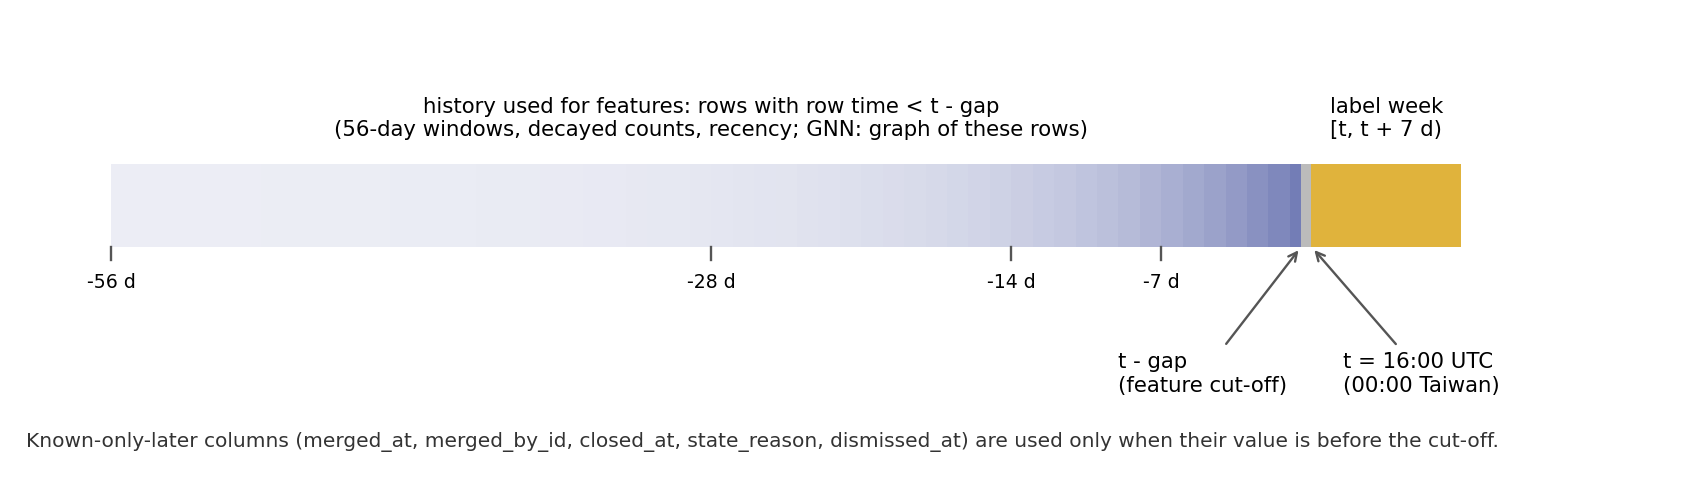 history used for features: rows with row time < t - gap
(56-day windows, decayed counts, recency; GNN: graph of these rows)
label week
[t, t + 7 d)
-56 d
-28 d
-14 d
-7 d
t - gap
(feature cut-off)
t = 16:00 UTC
(00:00 Taiwan)
Known-only-later columns (merged_at, merged_by_id, closed_at, state_reason, dismissed_at) are used only when their value is before the cut-off.